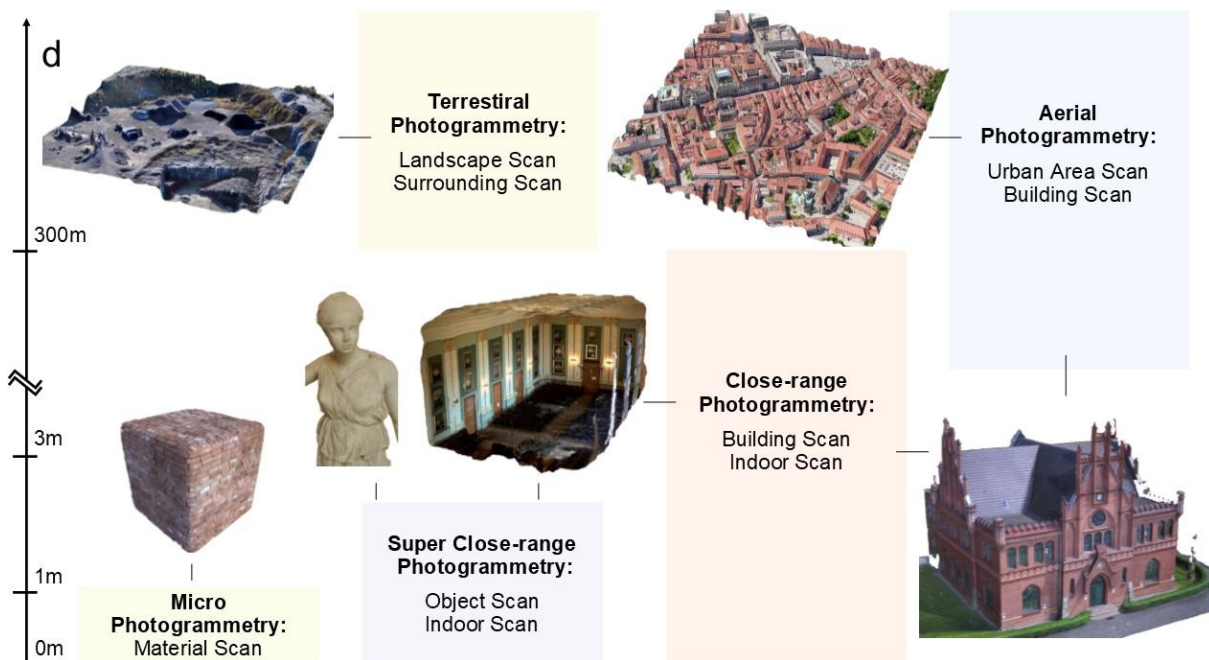 d
Terrestiral
Photogrammetry:
Landscape Scan
Surrounding Scan
Aerial
Photogrammetry:
Urban Area Scan
Building Scan
300m
Close-range
Photogrammetry:
Building Scan
Indoor Scan
3m
Super Close-range
Photogrammetry:
Object Scan
Indoor Scan
1m
Micro
Photogrammetry:
Material Scan
0m